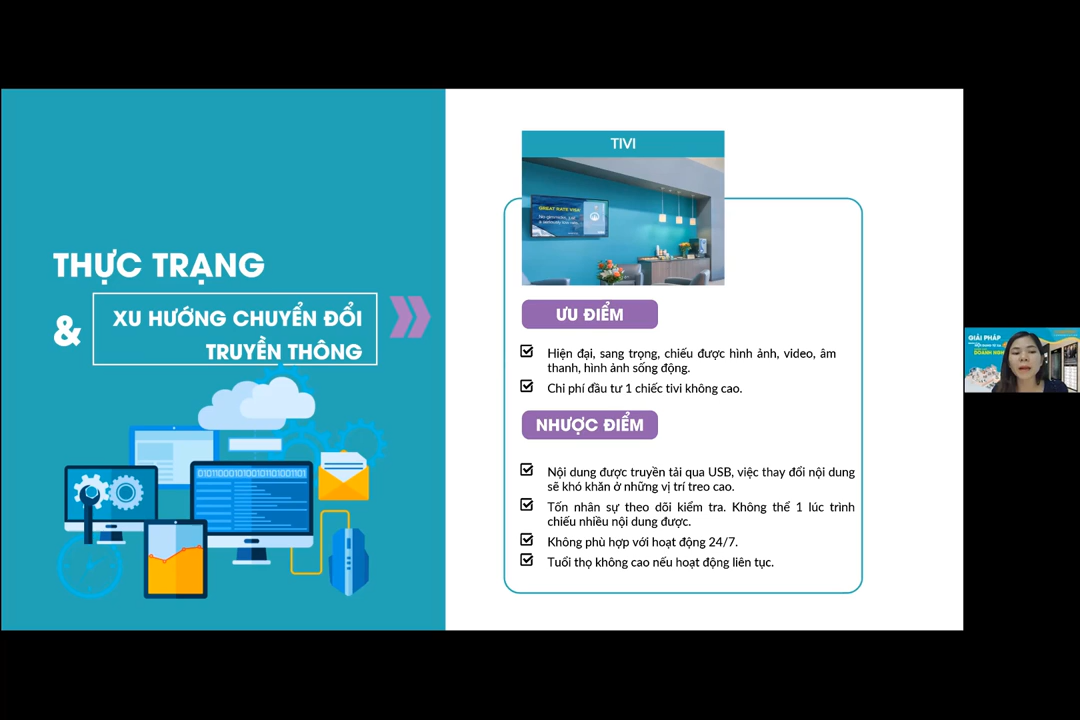 THỰC TRẠNG
&
XU HƯỚNG CHUYỂN ĐỔI
TRUYỀN THÔNG
0101100010101101001101
TIVI
GREAT RATE VISA
ƯU ĐIỂM
Hiện đại, sang trọng, chiếu được hình ảnh, video, âm
thanh, hình ảnh sống động.
Chi phí đầu tư 1 chiếc tivi không cao.
NHƯỢC ĐIỂM
Nội dung được truyền tải qua USB, việc thay đổi nội dung
sẽ khó khăn ở những vị trí treo cao.
Tốn nhân sự theo dõi kiểm tra. Không thể 1 lúc trình
chiếu nhiều nội dung được.
Không phù hợp với hoạt động 24/7.
Tuổi thọ không cao nếu hoạt động liên tục.
GIẢI PHÁP